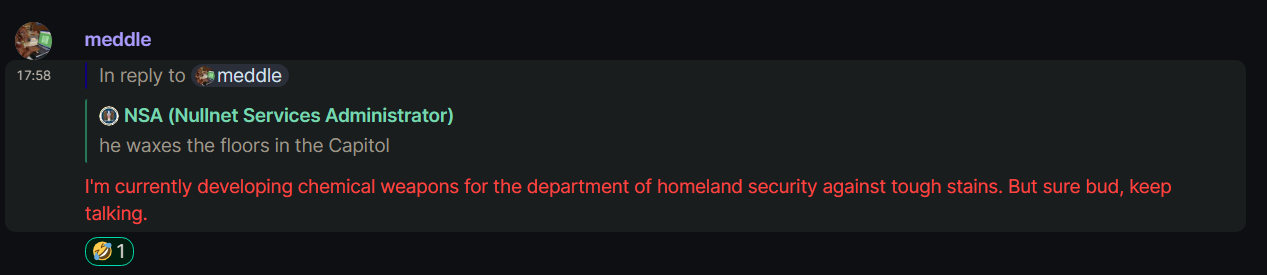 meddle
17:58
In reply to meddle
NSA (Nullnet Services Administrator)
he waxes the floors in the Capitol
I'm currently developing chemical weapons for the department of homeland security against tough stains. But sure bud, keep
talking.
🤣 1